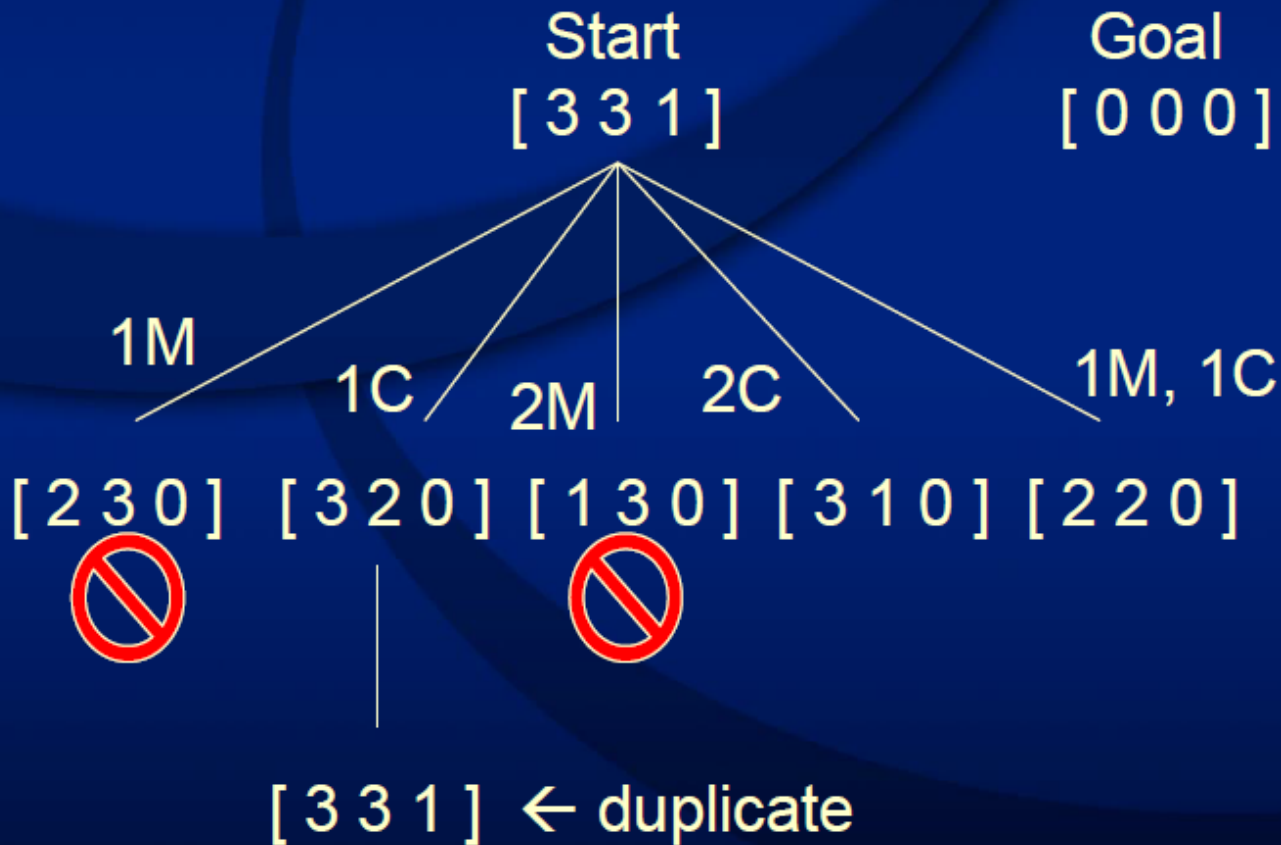 Start Goal
[ 3 3 1 ] [ 0 0 0 ]
1M 1C 2M 2C 1M, 1C
[ 2 3 0 ] [ 3 2 0 ] [ 1 3 0 ] [ 3 1 0 ] [ 2 2 0 ]
[ 3 3 1 ] ← duplicate